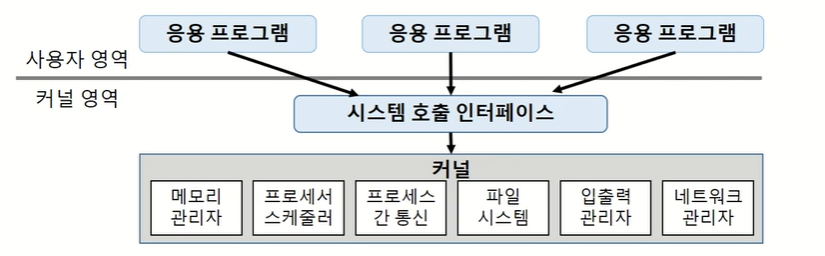 응용 프로그램
응용 프로그램
응용 프로그램
사용자 영역
커널 영역
시스템 호출 인터페이스
커널
메모리
관리자
프로세서
스케줄러
프로세스
간 통신
파일
시스템
입출력
관리자
네트워크
관리자